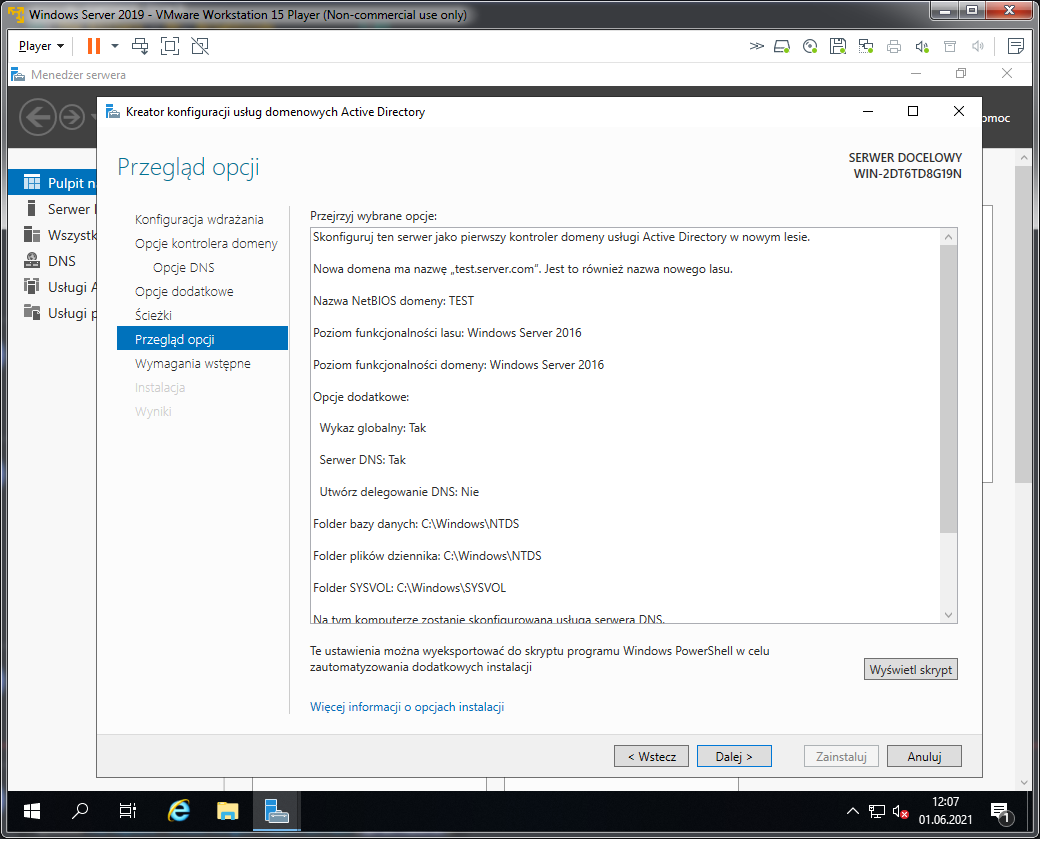 Windows Server 2019 - VMware Workstation 15 Player (Non-commercial use only)
Player
Menedżer serwera
Kreator konfiguracji usług domenowych Active Directory
omoc
Przegląd opcji
SERWER DOCELOWY
WIN-2DT6TD8G19N
Pulpit n
Serwer l
Wszystk
DNS
Usługi A
Usługi p
Konfiguracja wdrażania
Opcje kontrolera domeny
Opcje DNS
Opcje dodatkowe
Ścieżki
Przegląd opcji
Wymagania wstępne
Instalacja
Wyniki
Przejrzyj wybrane opcje:
Skonfiguruj ten serwer jako pierwszy kontroler domeny usługi Active Directory w nowym lesie.
Nowa domena ma nazwę „test.server.com”. Jest to również nazwa nowego lasu.
Nazwa NetBIOS domeny: TEST
Poziom funkcjonalności lasu: Windows Server 2016
Poziom funkcjonalności domeny: Windows Server 2016
Opcje dodatkowe:
Wykaz globalny: Tak
Serwer DNS: Tak
Utwórz delegowanie DNS: Nie
Folder bazy danych: C:\Windows\NTDS
Folder plików dziennika: C:\Windows\NTDS
Folder SYSVOL: C:\Windows\SYSVOL
Na tym komputerze zostanie skonfigurowana usługa serwera DNS.
Te ustawienia można wyeksportować do skryptu programu Windows PowerShell w celu
zautomatyzowania dodatkowych instalacji
Wyświetl skrypt
Więcej informacji o opcjach instalacji
< Wstecz
Dalej >
Zainstaluj
Anuluj
12:07
01.06.2021
1